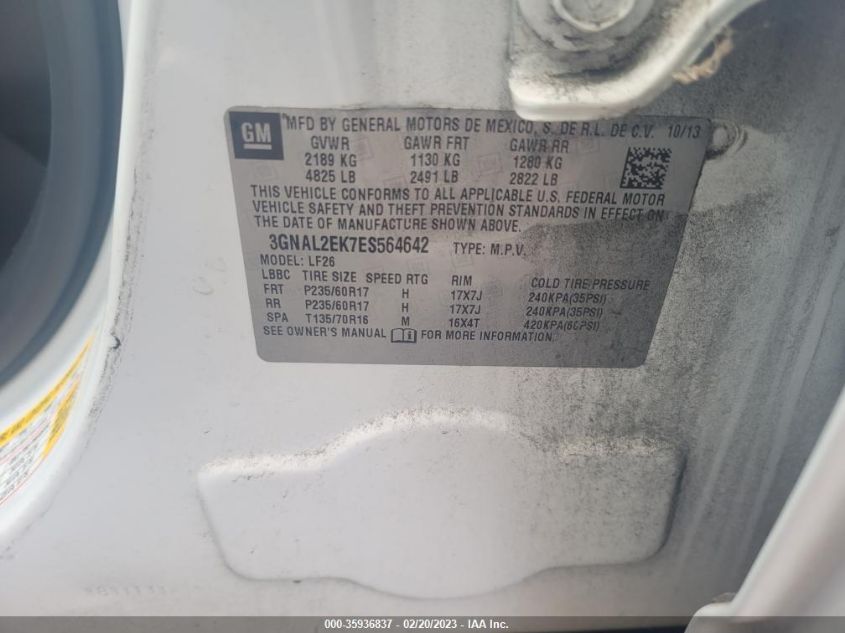 GM
MFD BY GENERAL MOTORS DE MEXICO, S. DE R.L. DE C.V. 10/13
GVWR GAWR FRT GAWR RR
2189 KG 1130 KG 1280 KG
4825 LB 2491 LB 2822 LB
THIS VEHICLE CONFORMS TO ALL APPLICABLE U.S. FEDERAL MOTOR
VEHICLE SAFETY AND THEFT PREVENTION STANDARDS IN EFFECT ON
THE DATE OF MANUFACTURE SHOWN ABOVE.
3GNAL2EK7ES564642 TYPE: M.P.V.
MODEL: LF26
LBBC TIRE SIZE SPEED RTG RIM COLD TIRE PRESSURE
FRT P235/60R17 H 17X7J 240KPA(35PSI)
RR P235/60R17 H 17X7J 240KPA(35PSI)
SPA T135/70R16 M 16X4T 420KPA(60PSI)
SEE OWNER'S MANUAL FOR MORE INFORMATION.
000-35936837 - 02/20/2023 - IAA Inc.